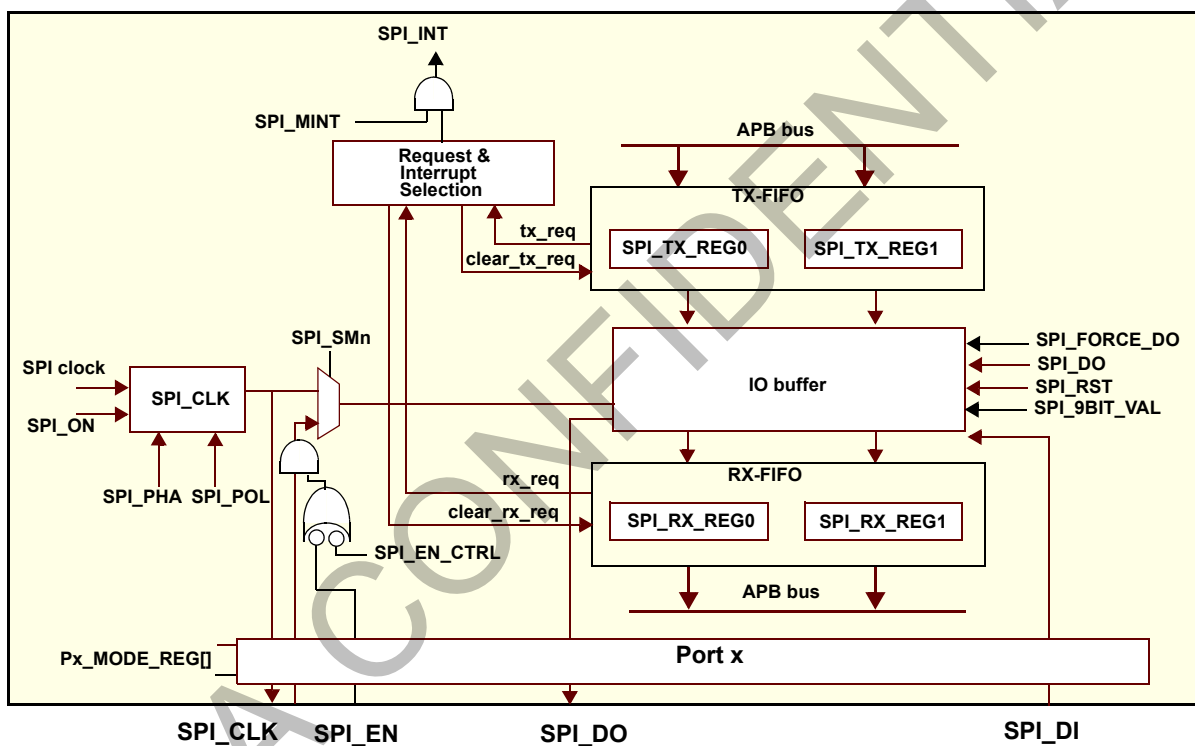 SPI_INT
SPI_MINT
Request &
Interrupt
Selection
APB bus
TX-FIFO
tx_req
SPI_TX_REG0
SPI_TX_REG1
clear_tx_req
SPI_SMn
SPI_FORCE_DO
SPI clock
SPI_DO
IO buffer
SPI_CLK
SPI_RST
SPI_9BIT_VAL
SPI_ON
RX-FIFO
rx_req
SPI_PHA
SPI_POL
clear_rx_req
SPI_RX_REG0
SPI_RX_REG1
SPI_EN_CTRL
APB bus
Px_MODE_REG[]
Port x
SPI_CLK
SPI_EN
SPI_DO
SPI_DI
A CONFIDENTI